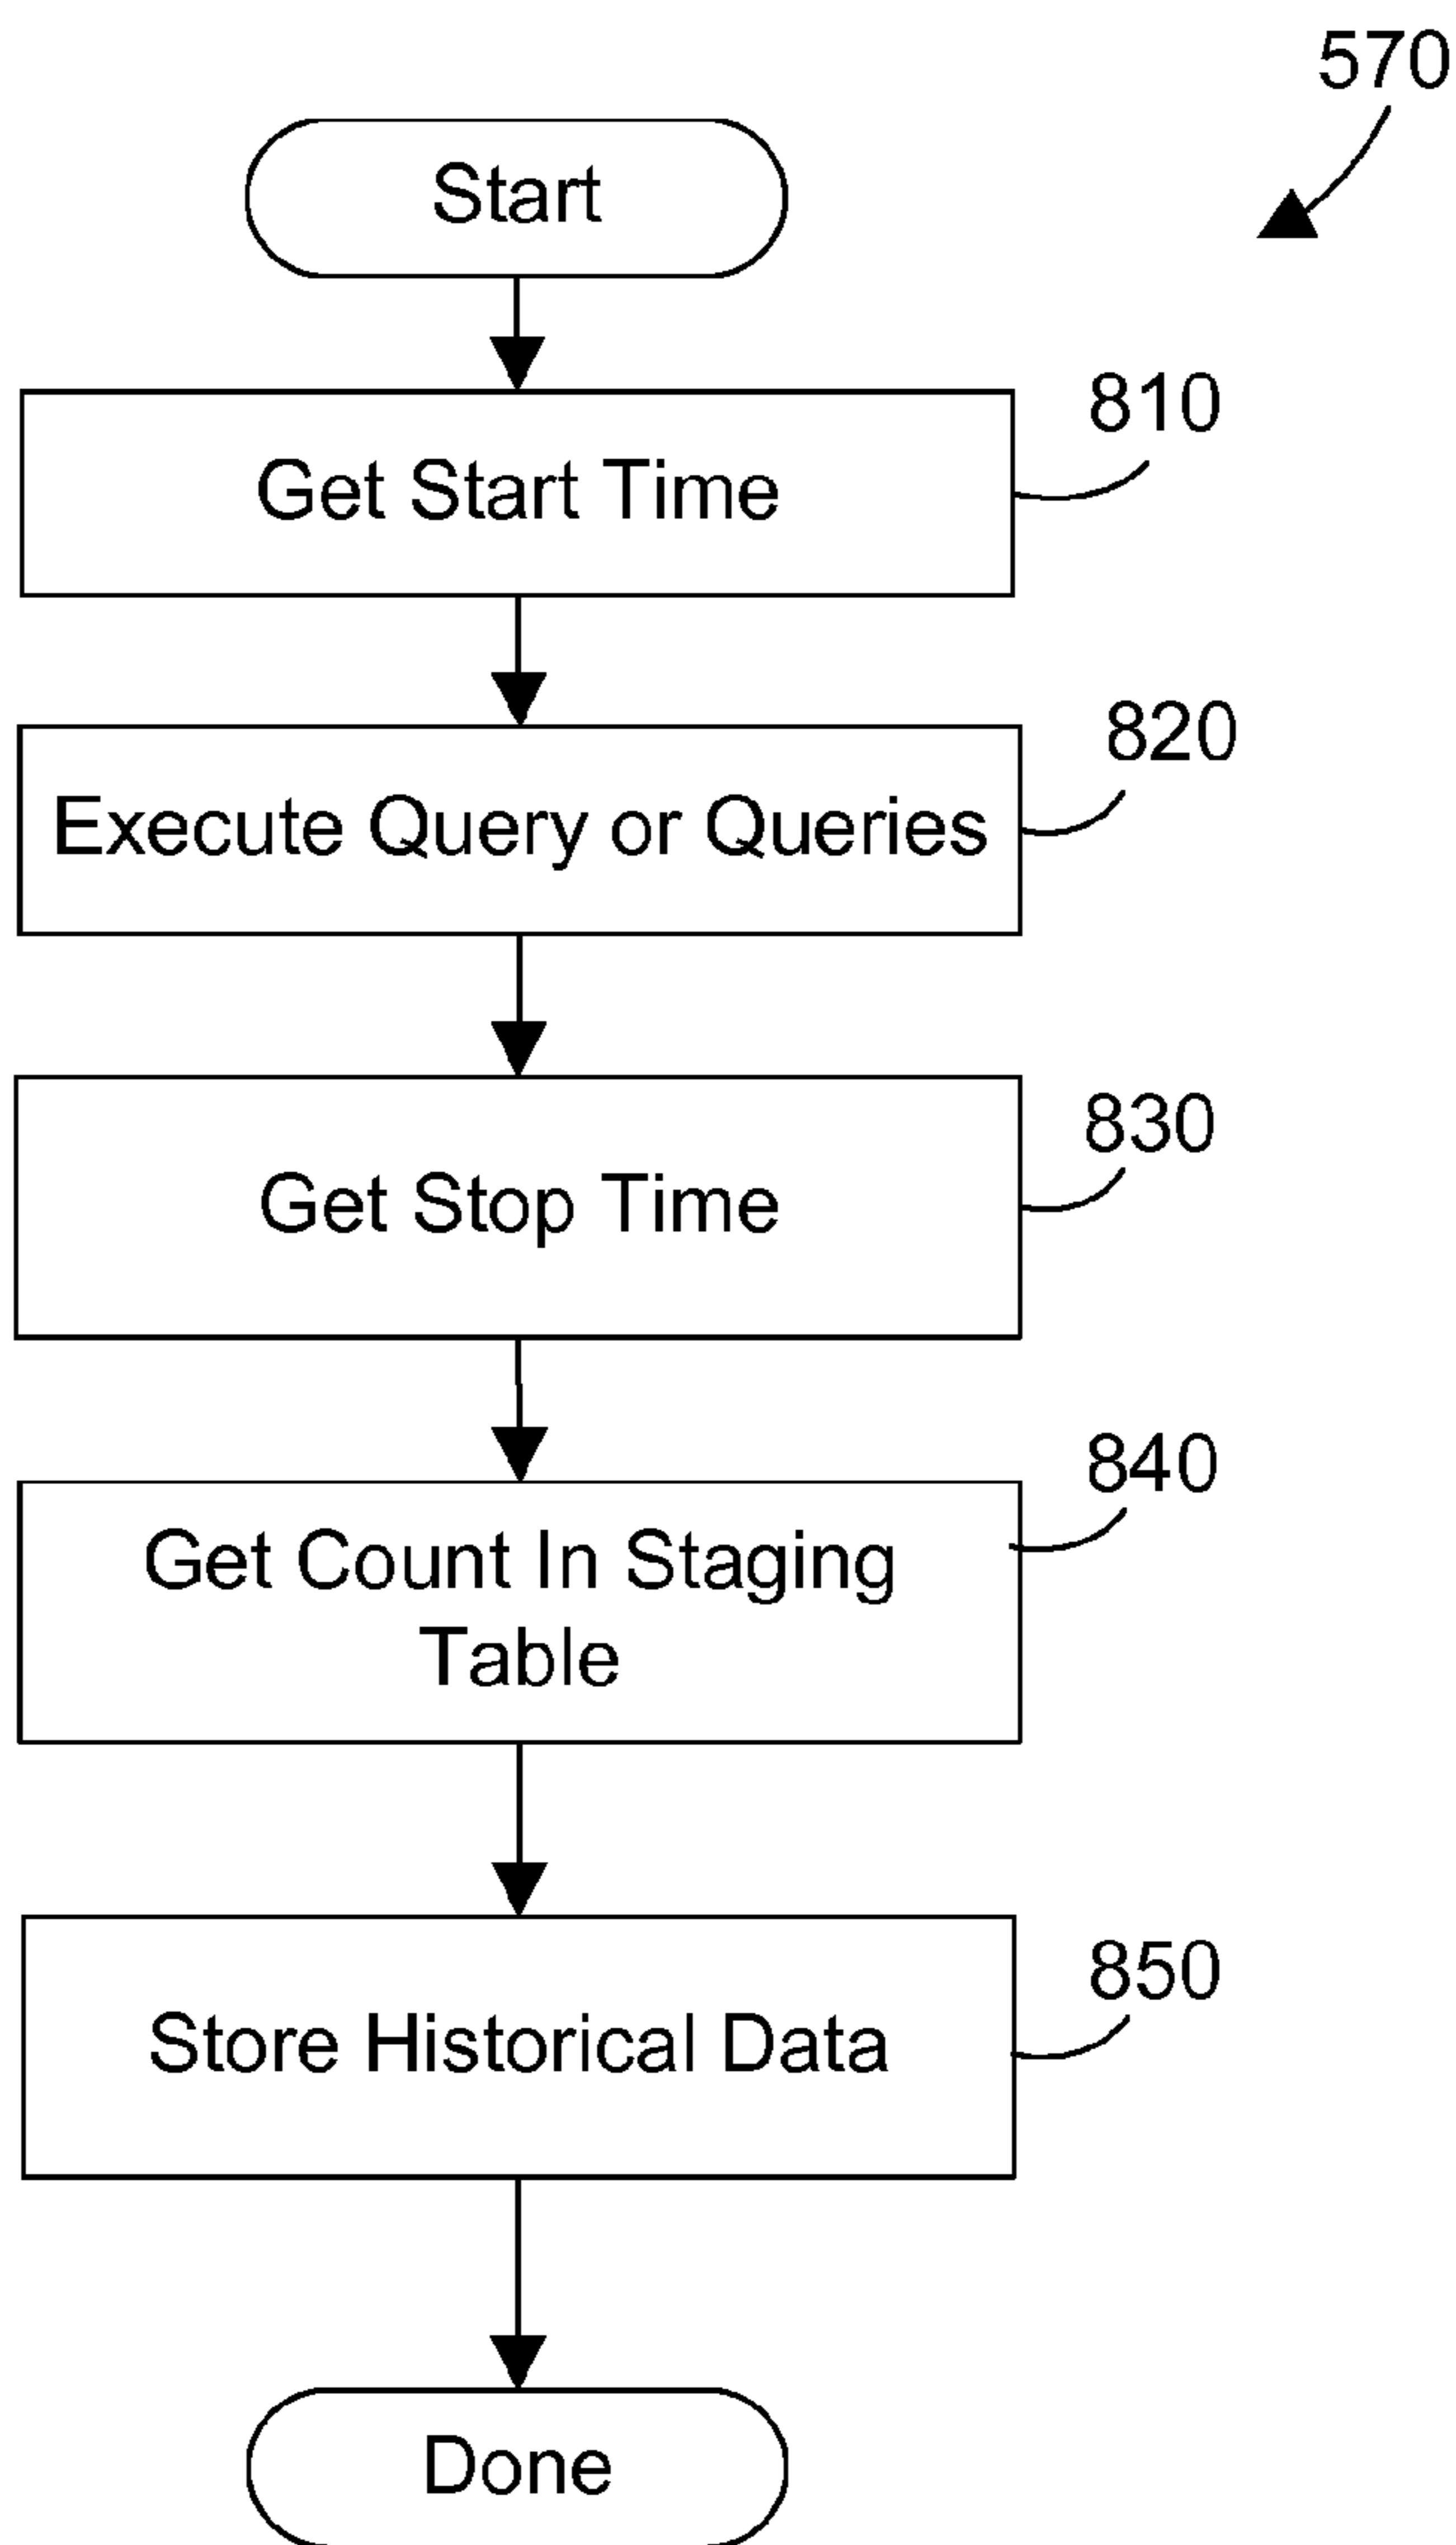 570
Start
Get Start Time
810
Execute Query or Queries
820
Get Stop Time
830
Get Count In Staging
Table
840
Store Historical Data
850
Done